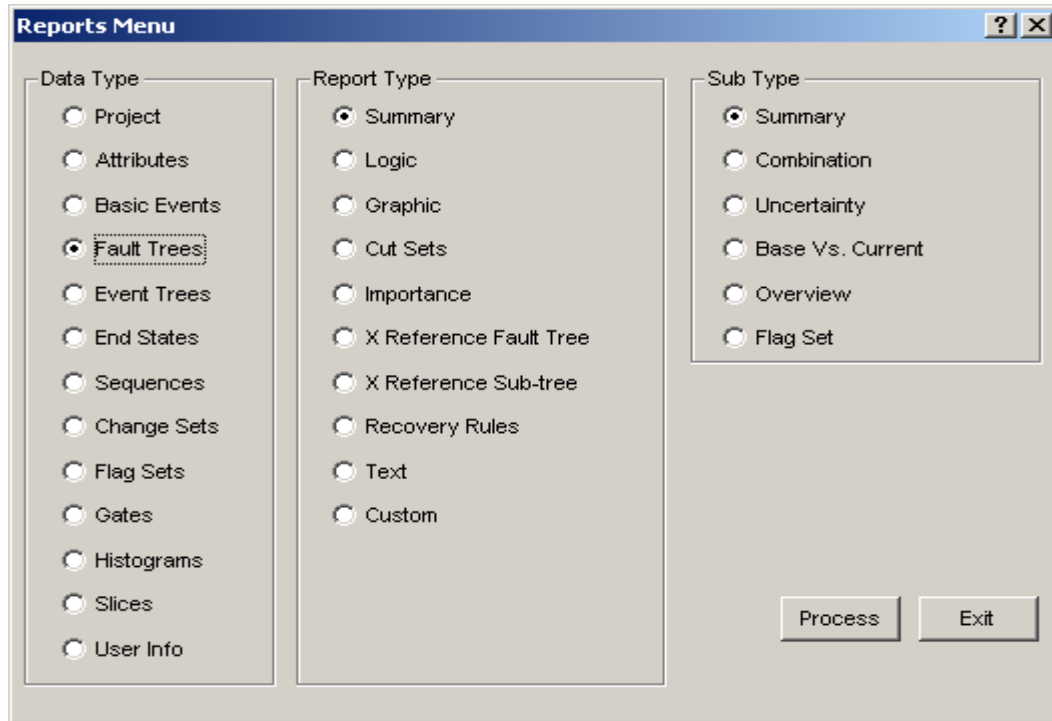 Reports Menu
Data Type
Project
Attributes
Basic Events
Fault Trees
Event Trees
End States
Sequences
Change Sets
Flag Sets
Gates
Histograms
Slices
User Info
Report Type
Summary
Logic
Graphic
Cut Sets
Importance
X Reference Fault Tree
X Reference Sub-tree
Recovery Rules
Text
Custom
Sub Type
Summary
Combination
Uncertainty
Base Vs. Current
Overview
Flag Set
Process
Exit